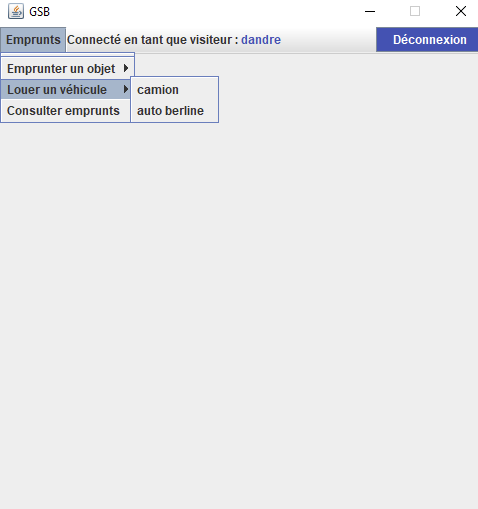 GSB
Emprunts Connecté en tant que visiteur : dandre Déconnexion
Emprunter un objet
Louer un véhicule camion
Consulter emprunts auto berline